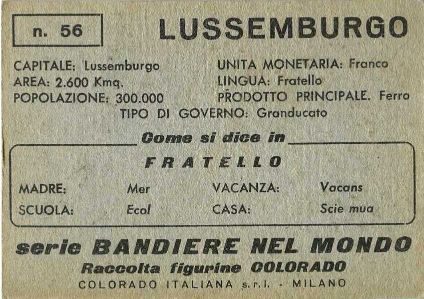 n. 56 LUSSEMBURGO
CAPITALE: Lussemburgo UNITA MONETARIA: Franco
AREA: 2.600 Kmq. LINGUA: Fratello
POPOLAZIONE: 300.000 PRODOTTO PRINCIPALE. Ferro
TIPO DI GOVERNO: Granducato
Come si dice in
FRATELLO
MADRE: Mer VACANZA: Vacans
SCUOLA: Ecol CASA: Scie mua
serie BANDIERE NEL MONDO
Raccolta figurine COLORADO
COLORADO ITALIANA s.r.l. - MILANO